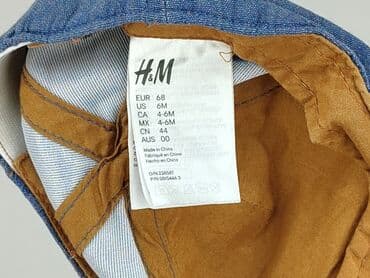 H&M
EUR 68
US 6M
CA 4-6M
MX 4-6M
CN 44
AUS 00
Made in China
Fabriqué en Chine
Hecho en China